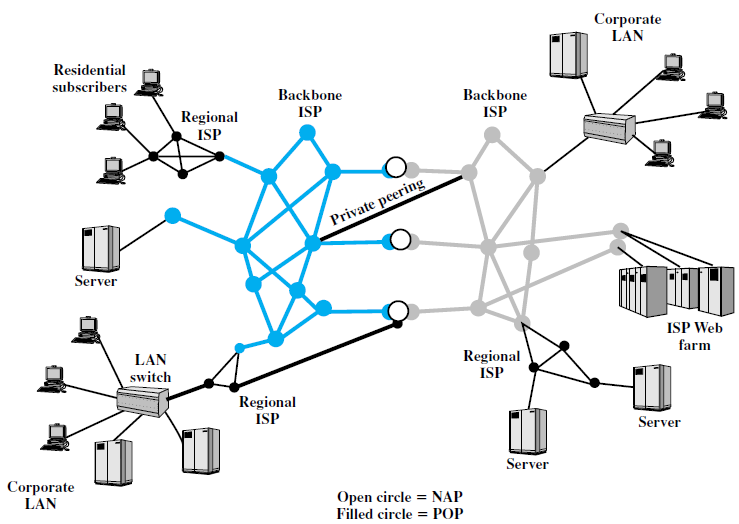 Corporate
LAN
Residential
subscribers
Regional
ISP
Backbone
ISP
Backbone
ISP
Private peering
Server
ISP Web
farm
LAN
switch
Regional
ISP
Regional
ISP
Server
Server
Corporate
LAN
Open circle = NAP
Filled circle = POP